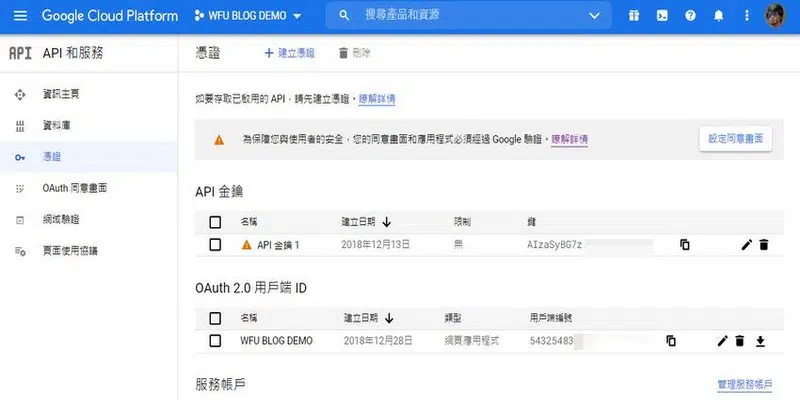 Google Cloud Platform WFU BLOG DEMO 搜尋產品和資源
API API 和服務 憑證 + 建立憑證 刪除
資訊主頁
資料庫
憑證
OAuth 同意畫面
網域驗證
頁面使用協議
如要存取已啟用的 API，請先建立憑證。瞭解詳情
為保障您與使用者的安全，您的同意畫面和應用程式必須經過 Google 驗證。瞭解詳情 設定同意畫面
API 金鑰
名稱 建立日期 限制 鍵
API 金鑰 1 2018年12月13日 無 AIzaSyBG7z
OAuth 2.0 用戶端 ID
名稱 建立日期 類型 用戶端編號
WFU BLOG DEMO 2018年12月28日 網頁應用程式 54325483
服務帳戶 管理服務帳戶